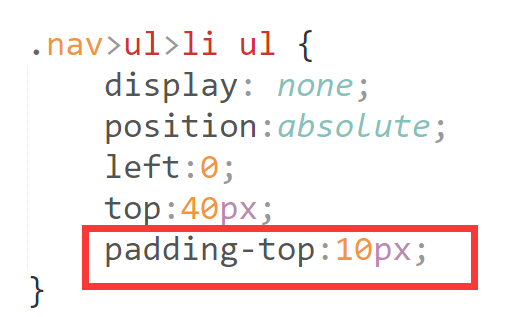 .nav>ul>li ul {
display: none;
position:absolute;
left:0;
top:40px;
padding-top:10px;
}